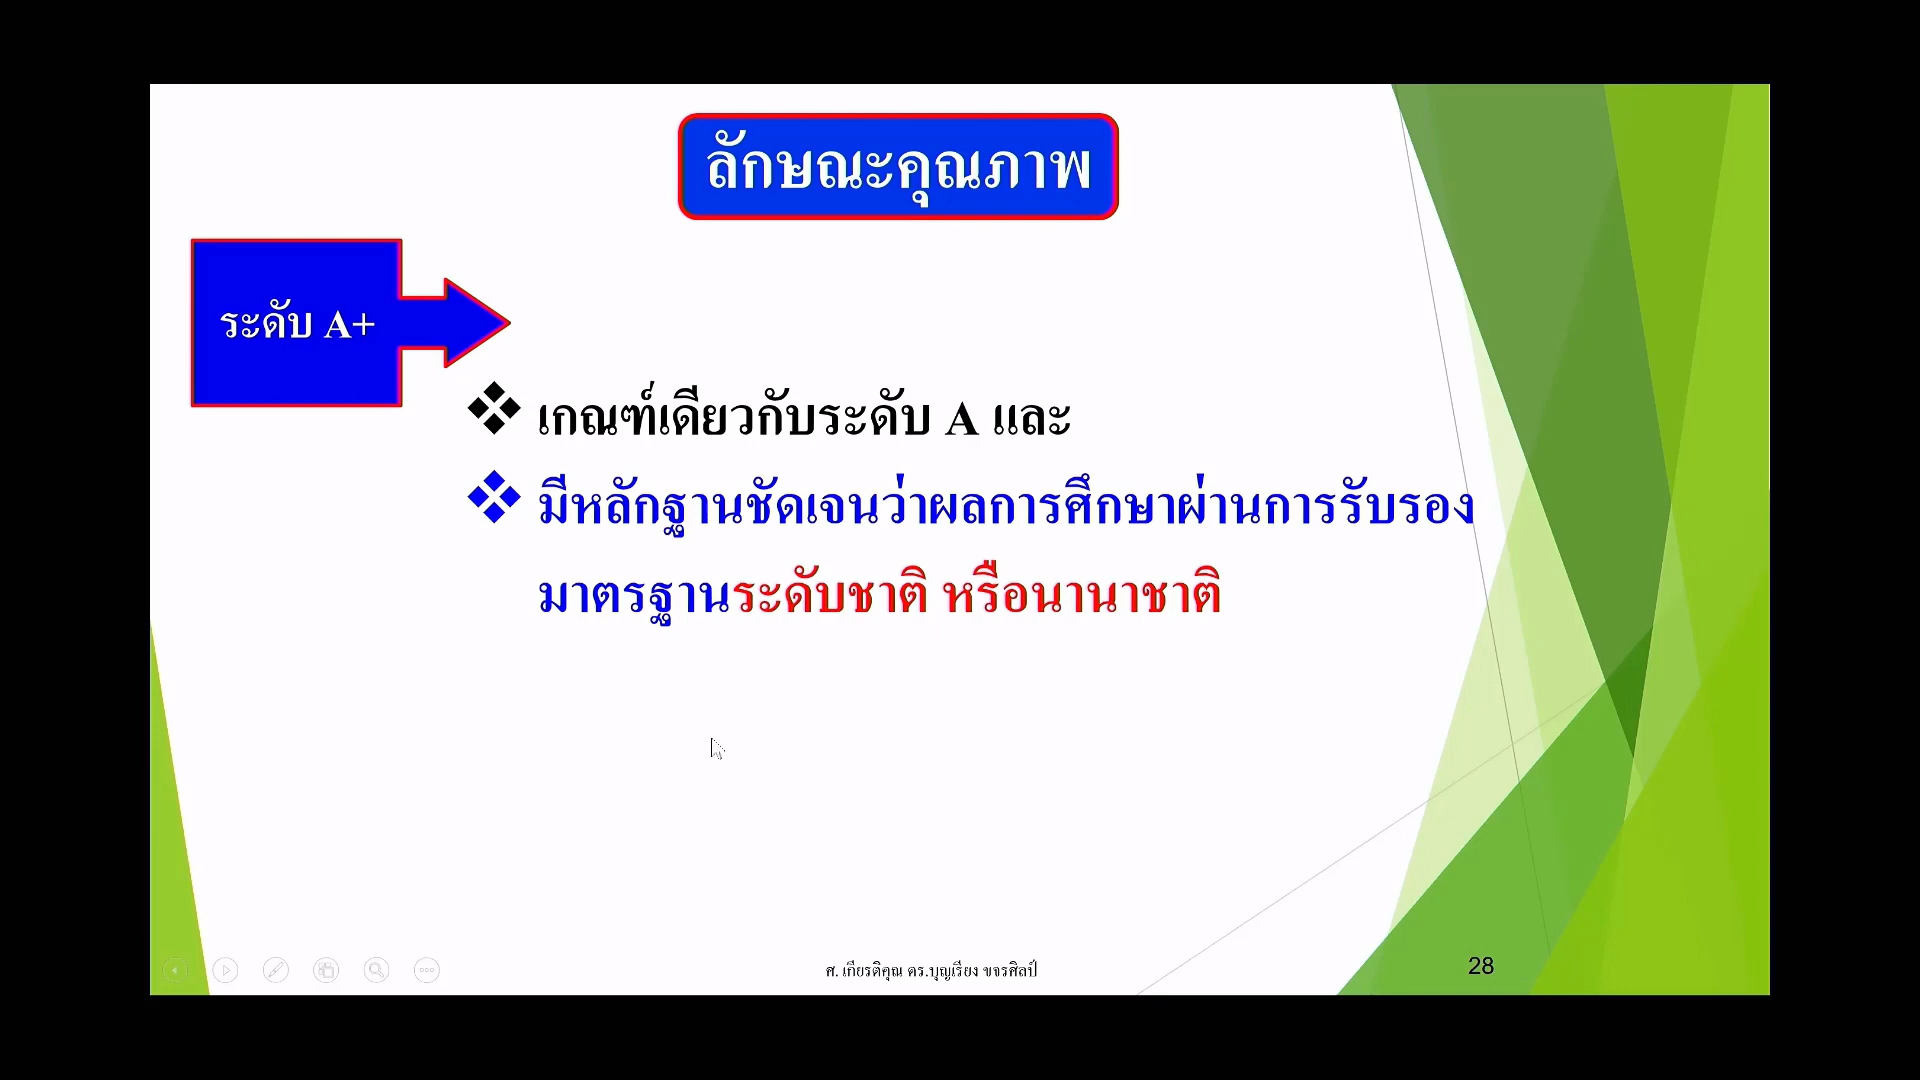 ลักษณะคุณภาพ
ระดับ A+
❖ เกณฑ์เดียวกับระดับ A และ
❖ มีหลักฐานชัดเจนว่าผลการศึกษาผ่านการรับรอง
มาตรฐานระดับชาติ หรือนานาชาติ
ศ. เกียรติคุณ ดร.บุญเรียง ขจรศิลป์
28